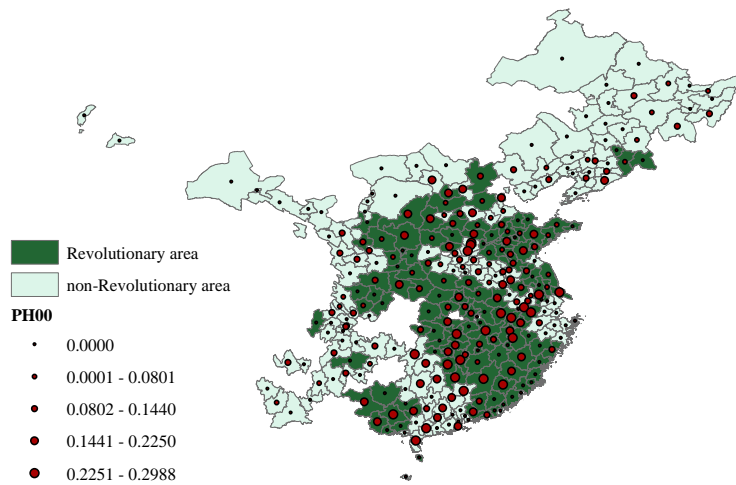 Revolutionary area
non-Revolutionary area
PH00
0.0000
0.0001 - 0.0801
0.0802 - 0.1440
0.1441 - 0.2250
0.2251 - 0.2988